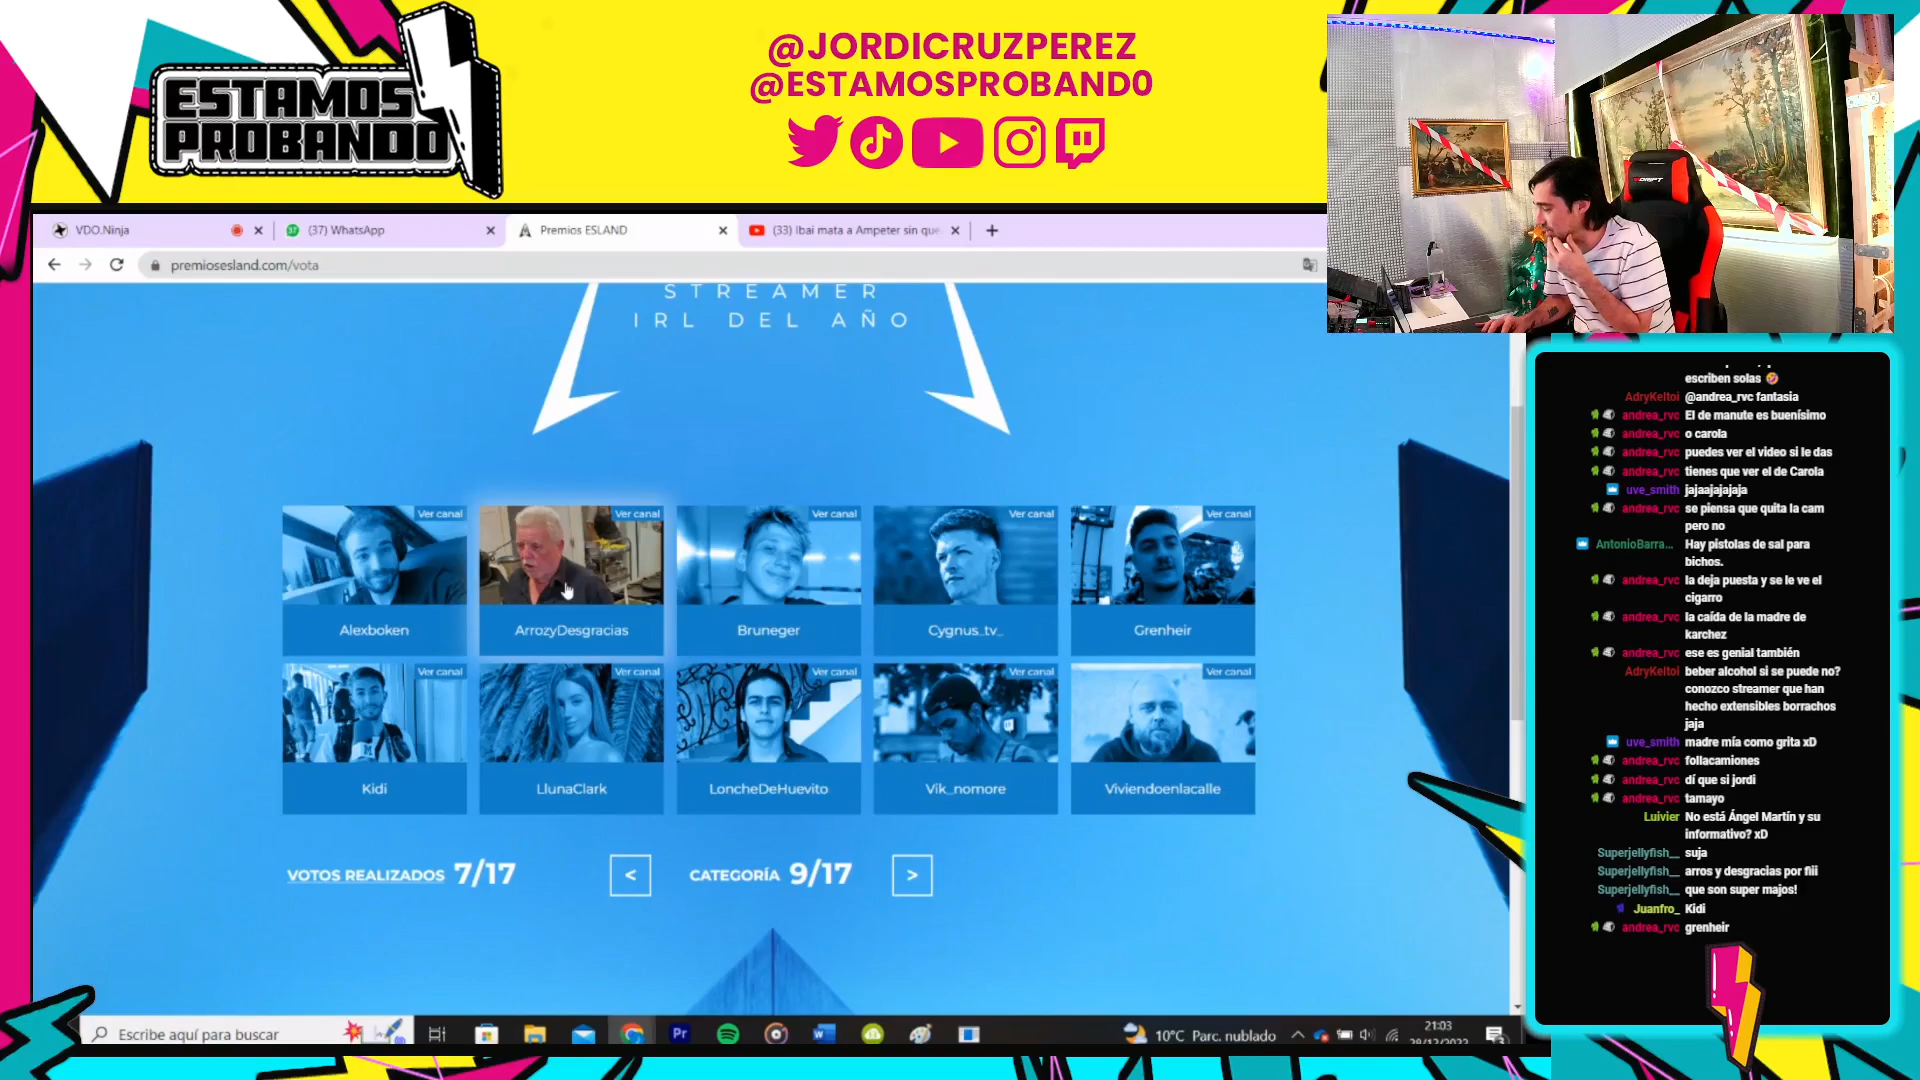 ESTAMOS
PROBANDO
@JORDICRUZPEREZ
@ESTAMOSPROBAND0
VDO.Ninja
(37) WhatsApp
Premios ESLAND
(33) Ibai mata a Ampeter sin que
premiosesland.com/vota
STREAMER
IRL DEL AÑO
Ver canal
Ver canal
Ver canal
Ver canal
Ver canal
Alexboken
ArrozyDesgracias
Bruneger
Cygnus_tv_
Grenheir
Ver canal
Ver canal
Ver canal
Ver canal
Ver canal
Kidi
LlunaClark
LoncheDeHuevito
Vik_nomore
Viviendoenlacalle
VOTOS REALIZADOS 7/17
<
CATEGORÍA 9/17
>
Escribe aquí para buscar
Pr
10°C Parc. nublado
21:03
DRIFT
escriben solas
AdryKeltoi @andrea_rvc fantasia
andrea_rvc El de manute es buenísimo
andrea_rvc o carola
andrea_rvc puedes ver el video si le das
andrea_rvc tienes que ver el de Carola
uve_smith jajaajajajaja
andrea_rvc se piensa que quita la cam
pero no
AntonioBarra... Hay pistolas de sal para
bichos.
andrea_rvc la deja puesta y se le ve el
cigarro
andrea_rvc la caída de la madre de
karchez
andrea_rvc ese es genial también
AdryKeltoi beber alcohol si se puede no?
conozco streamer que han
hecho extensibles borrachos
jaja
uve_smith madre mía como grita xD
andrea_rvc follacamiones
andrea_rvc dí que si jordi
andrea_rvc tamayo
Luivier No está Ángel Martín y su
informativo? xD
Superjellyfish__ suja
Superjellyfish__ arros y desgracias por fiii
Superjellyfish__ que son super majos!
Juanfro_ Kidi
andrea_rvc grenheir